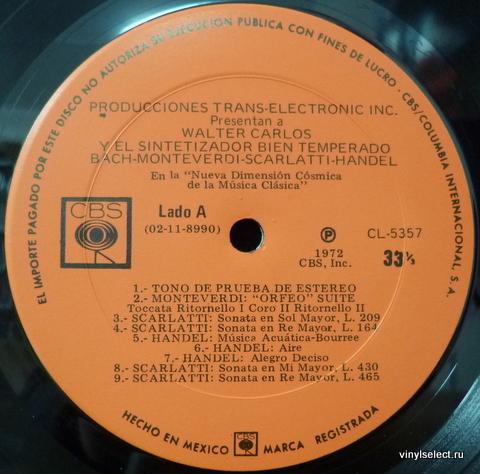 EL IMPORTE PAGADO POR ESTE DISCO NO AUTORIZA SU EJECUCION PUBLICA CON FINES DE LUCRO - CBS/COLUMBIA INTERNACIONAL, S.A.
PRODUCCIONES TRANS-ELECTRONIC INC.
Presentan a
WALTER CARLOS
Y EL SINTETIZADOR BIEN TEMPERADO
BACH-MONTEVERDI-SCARLATTI-HANDEL
En la "Nueva Dimensión Cósmica
de la Música Clásica"
CBS
Lado A
(02-11-8990)
P
1972
CBS, Inc.
CL-5357
33⅓
1.- TONO DE PRUEBA DE ESTEREO
2.- MONTEVERDI: "ORFEO" SUITE
Toccata Ritornello I Coro II Ritornello II
3.- SCARLATTI: Sonata en Sol Mayor, L. 209
4.- SCARLATTI: Sonata en Re Mayor, L. 164
5.- HANDEL: Música Acuática-Bourree
6.- HANDEL: Aire
7.- HANDEL: Alegro Deciso
8.- SCARLATTI: Sonata en Mi Mayor, L. 430
9.- SCARLATTI: Sonata en Re Mayor, L. 465
HECHO EN MEXICO CBS MARCA REGISTRADA
vinylselect.ru